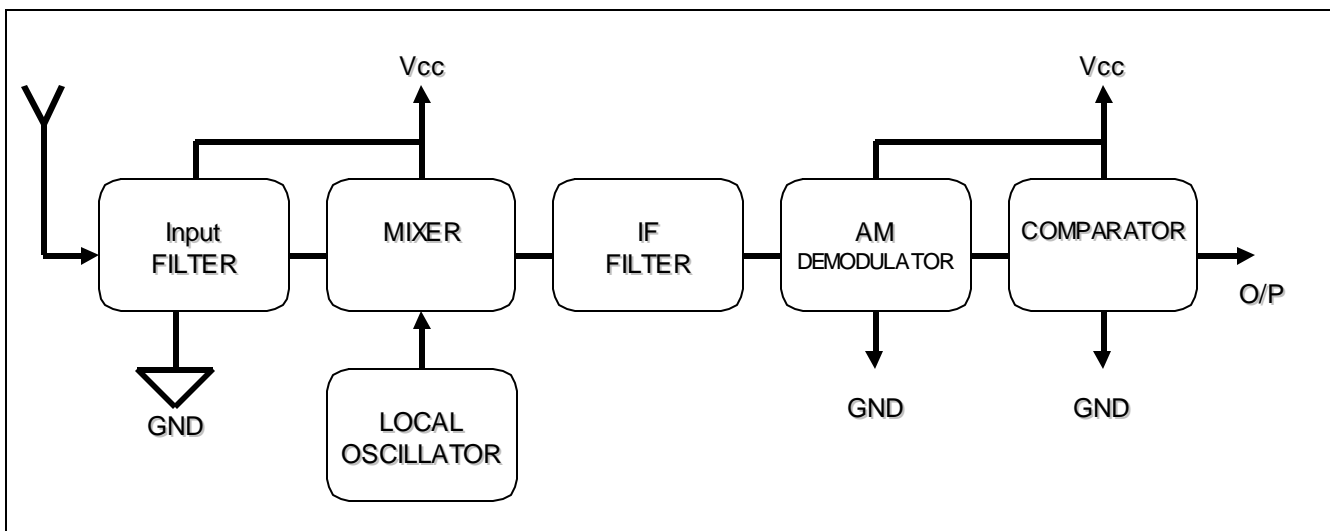 Vcc
Vcc
Input
FILTER
MIXER
IF
FILTER
AM
DEMODULATOR
COMPARATOR
O/P
GND
LOCAL
OSCILLATOR
GND
GND